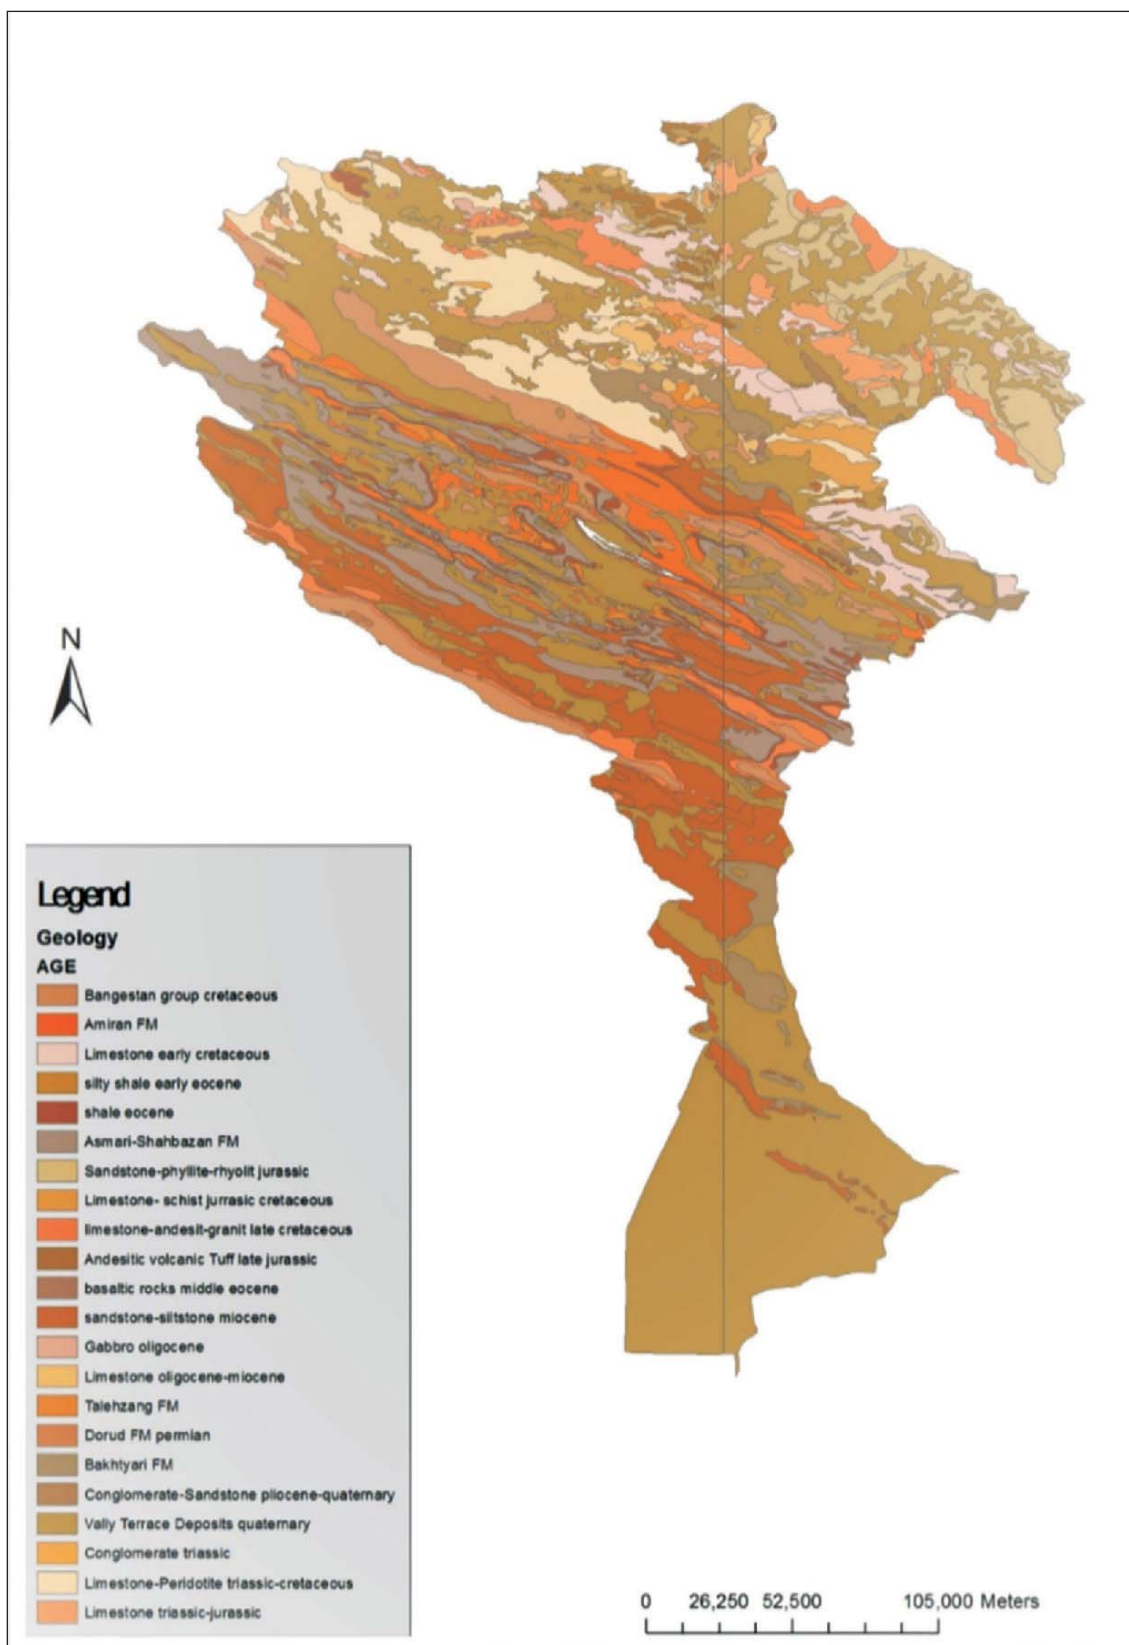 N
Legend
Geology
AGE
Bangestan group cretaceous
Amiran FM
Limestone early cretaceous
silty shale early eocene
shale eocene
Asmari-Shahbazan FM
Sandstone-phyllite-rhyolit jurassic
Limestone- schist jurrasic cretaceous
limestone-andesit-granit late cretaceous
Andesitic volcanic Tuff late jurassic
basaltic rocks middle eocene
sandstone-siltstone miocene
Gabbro oligocene
Limestone oligocene-miocene
Talehzang FM
Dorud FM permian
Bakhtyari FM
Conglomerate-Sandstone pliocene-quaternary
Vally Terrace Deposits quaternary
Conglomerate triassic
Limestone-Peridotite triassic-cretaceous
Limestone triassic-jurassic
0 26,250 52,500 105,000 Meters